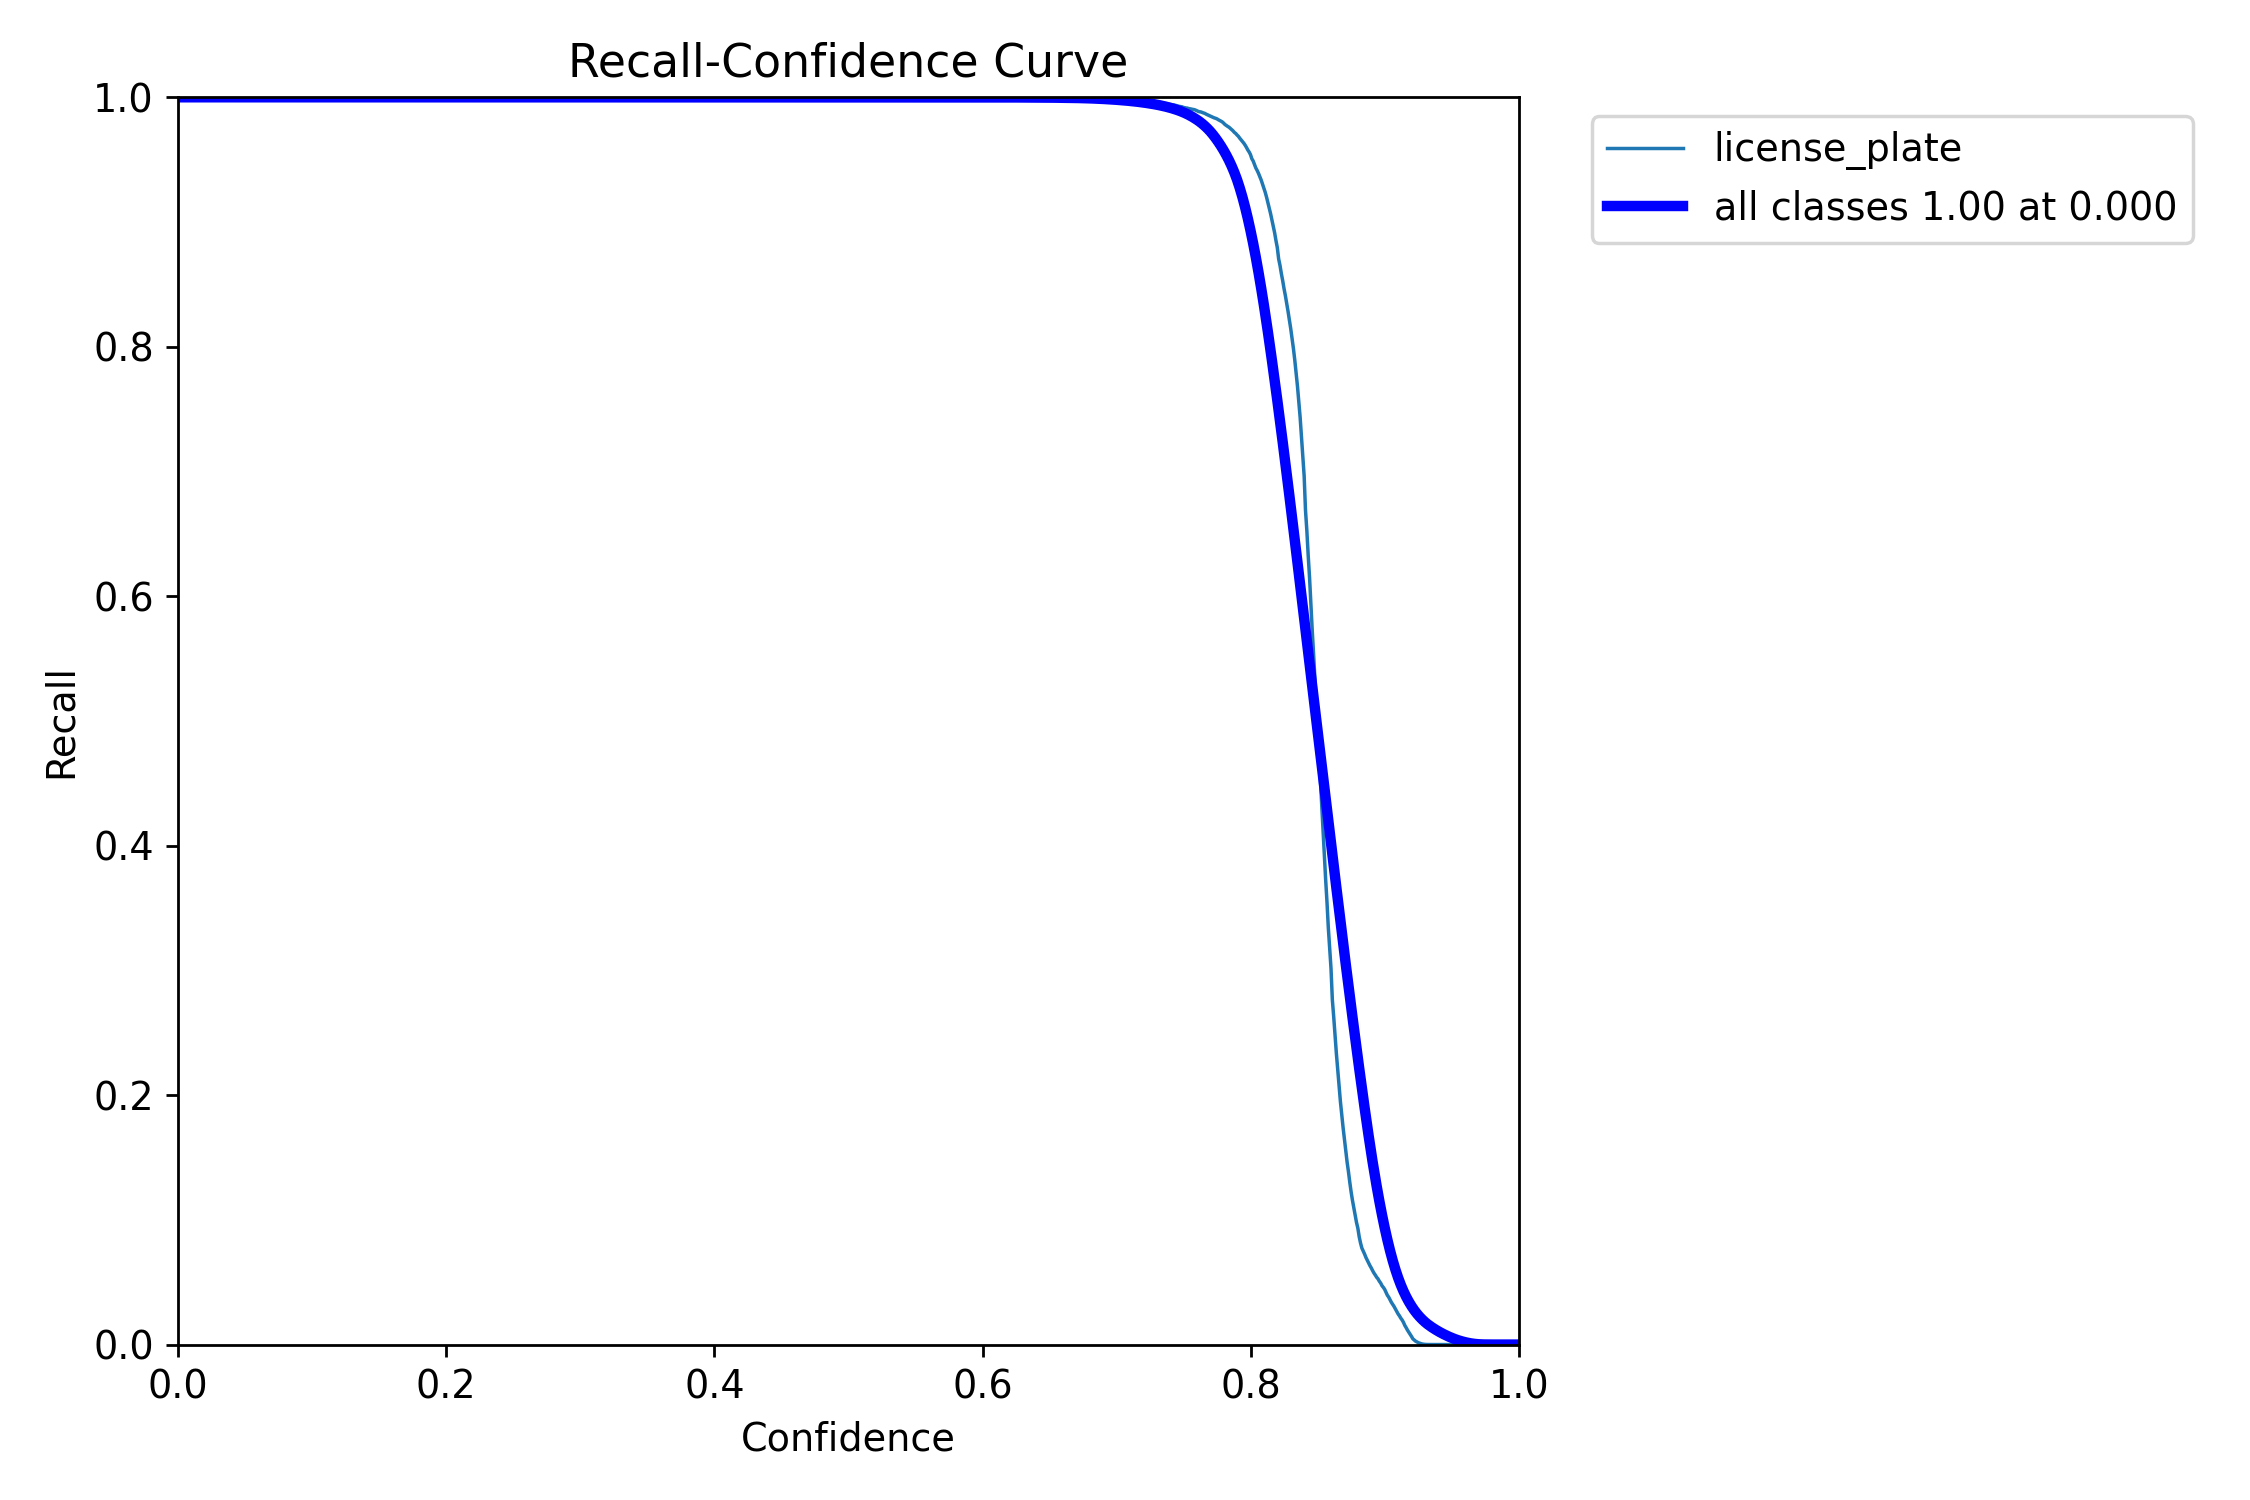 Recall-Confidence Curve
license_plate
all classes 1.00 at 0.000
Recall
1.0
0.8
0.6
0.4
0.2
0.0
0.0 0.2 0.4 0.6 0.8 1.0
Confidence